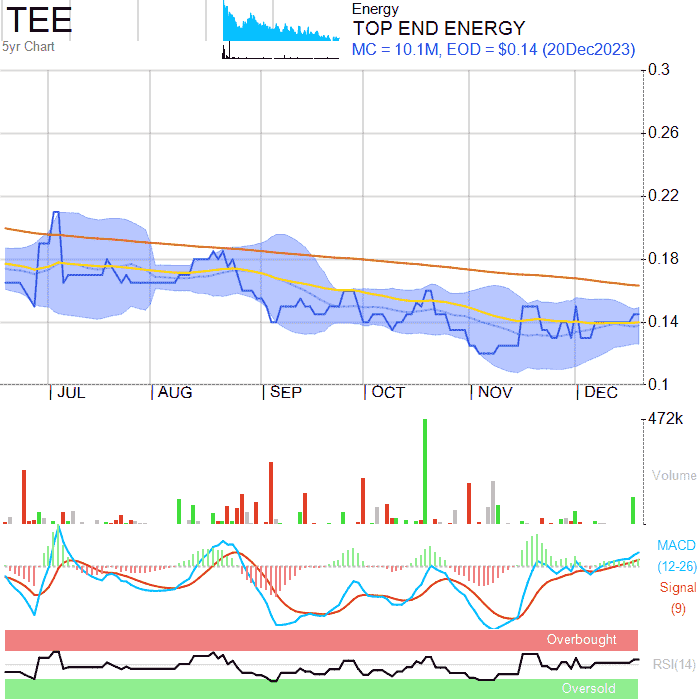 TEE
5yr Chart
Energy
TOP END ENERGY
MC = 10.1M, EOD = $0.14 (20Dec2023)
0.3
0.26
0.22
0.18
0.14
0.1
JUL AUG SEP OCT NOV DEC
472k
Volume
MACD
(12-26)
Signal
(9)
Overbought
RSI(14)
Oversold